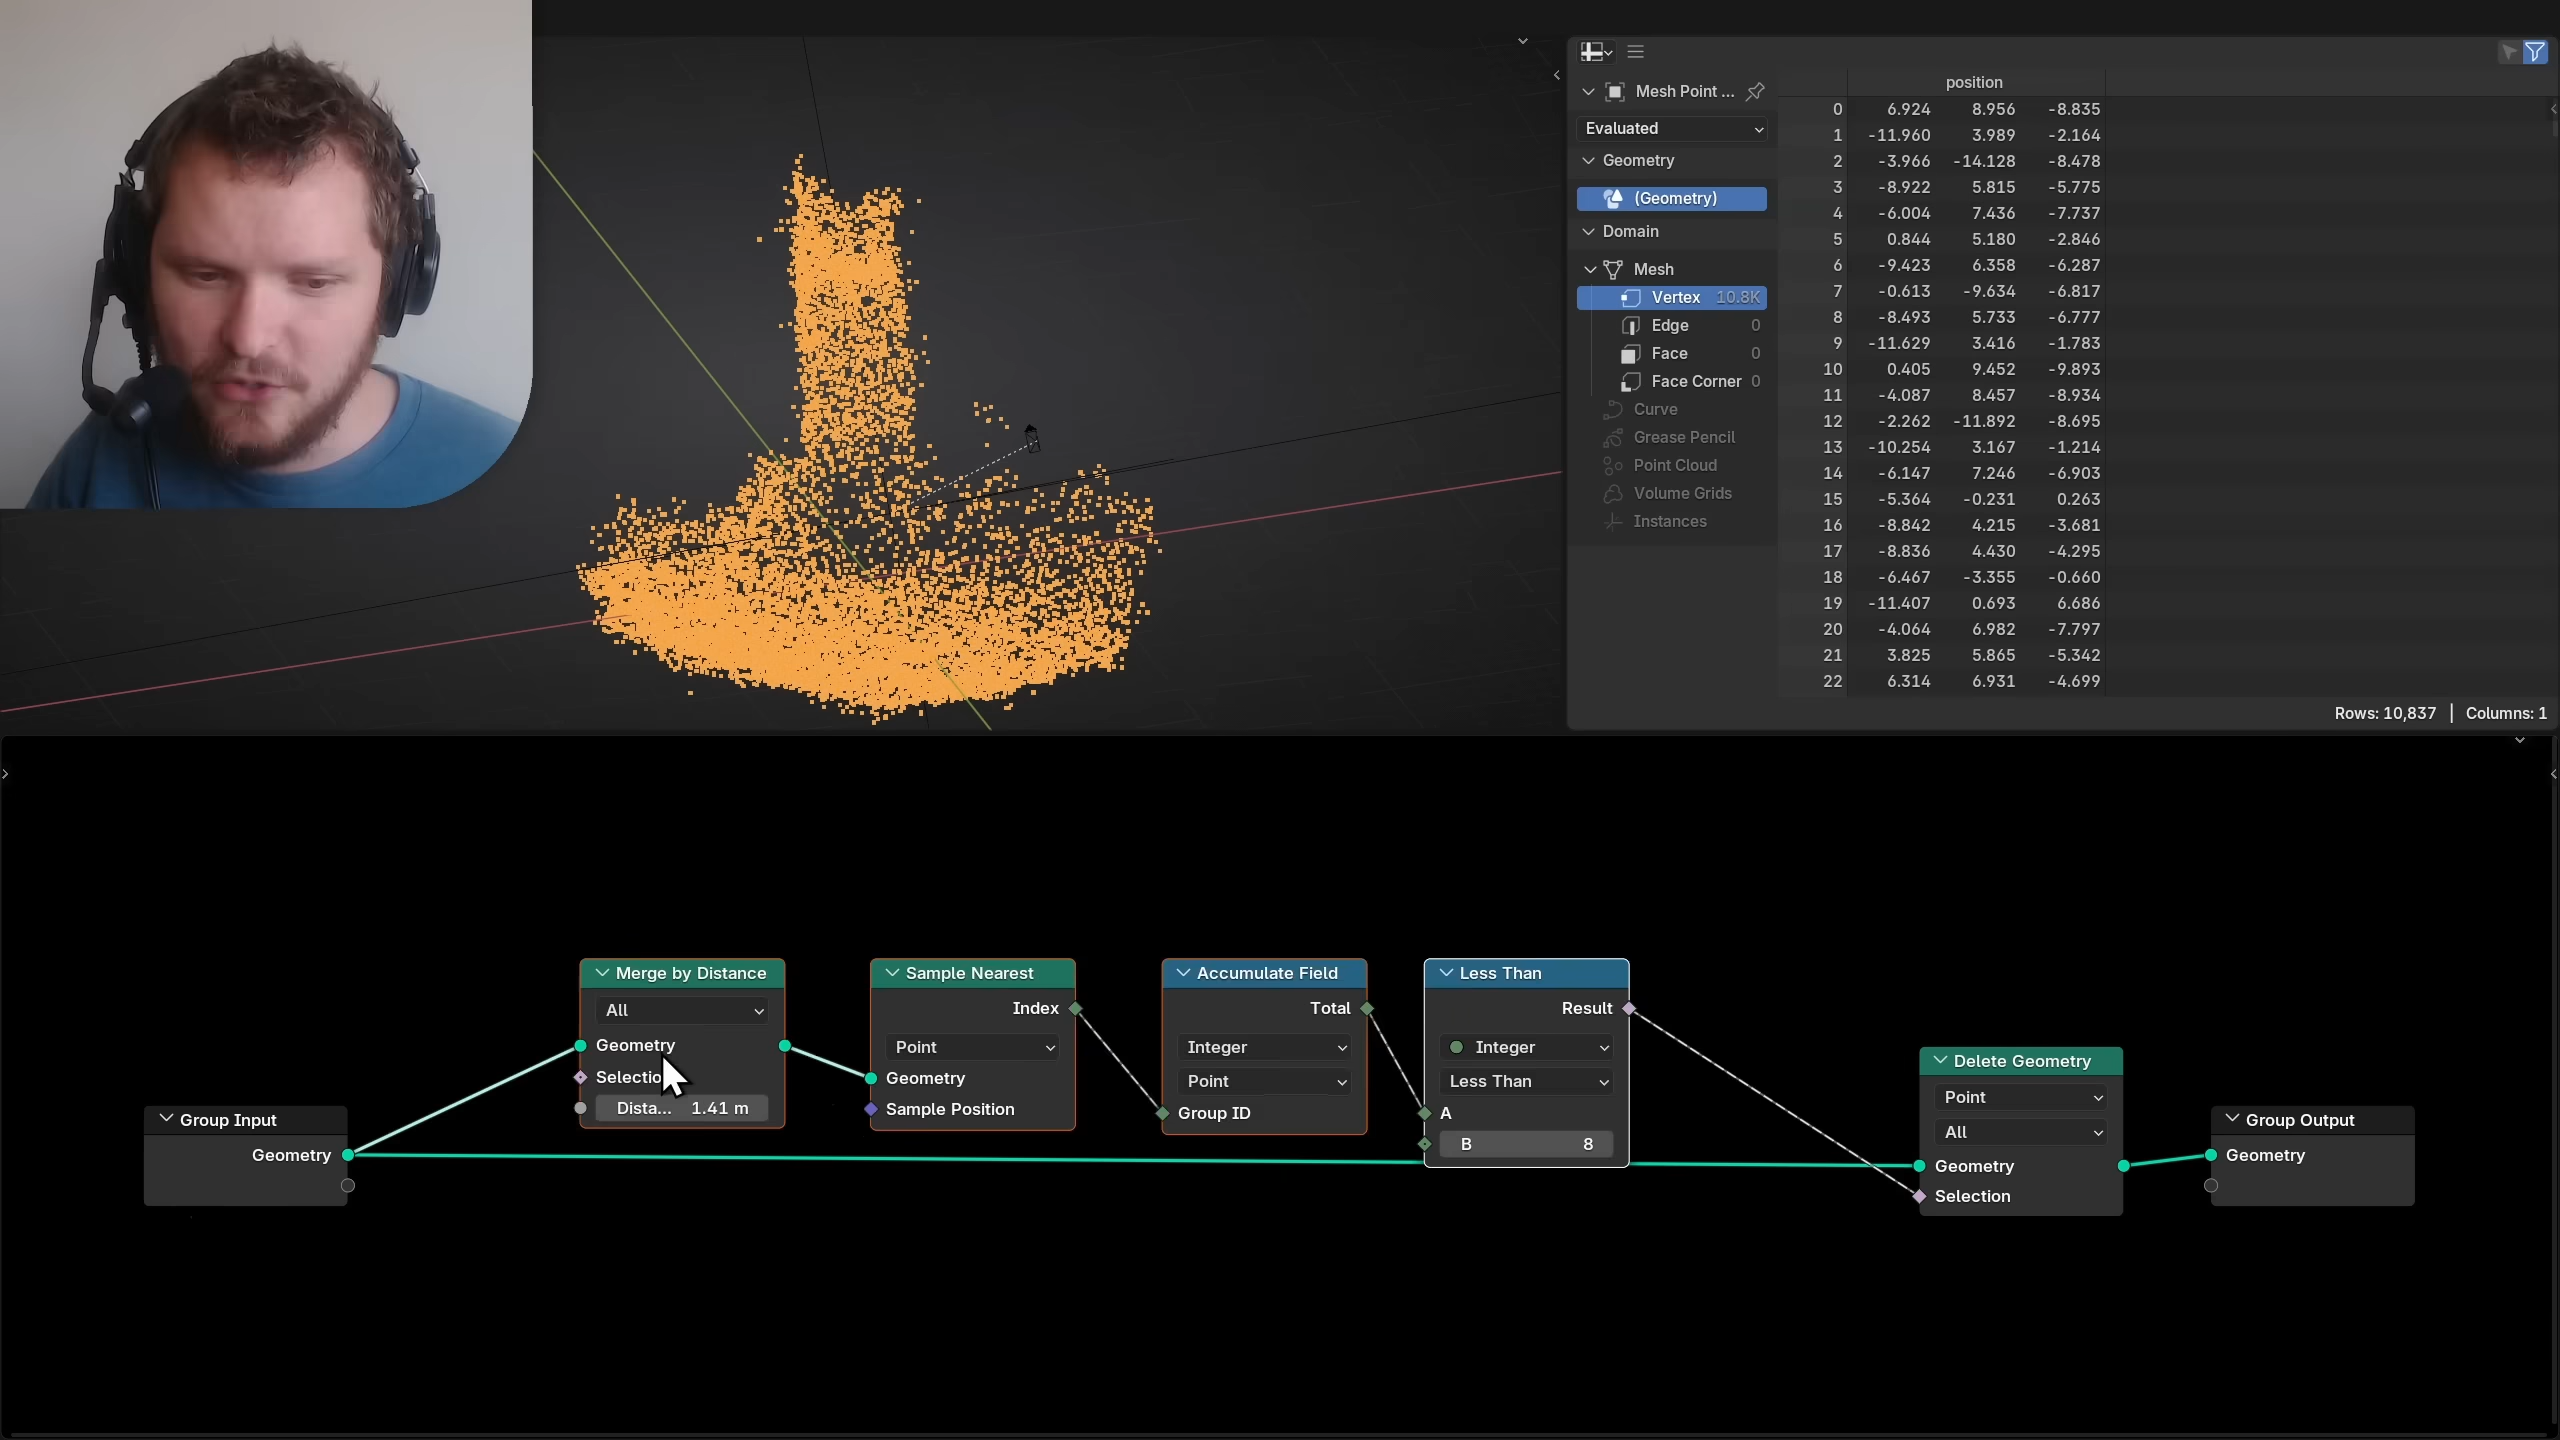 position
Mesh Point ...
Evaluated
Geometry
(Geometry)
Domain
Mesh
Vertex 10.8K
Edge 0
Face 0
Face Corner 0
Curve
Grease Pencil
Point Cloud
Volume Grids
Instances
0 6.924 8.956 -8.835
1 -11.960 3.989 -2.164
2 -3.966 -14.128 -8.478
3 -8.922 5.815 -5.775
4 -6.004 7.436 -7.737
5 0.844 5.180 -2.846
6 -9.423 6.358 -6.287
7 -0.613 -9.634 -6.817
8 -8.493 5.733 -6.777
9 -11.629 3.416 -1.783
10 0.405 9.452 -9.893
11 -4.087 8.457 -8.934
12 -2.262 -11.892 -8.695
13 -10.254 3.167 -1.214
14 -6.147 7.246 -6.903
15 -5.364 -0.231 0.263
16 -8.842 4.215 -3.681
17 -8.836 4.430 -4.295
18 -6.467 -3.355 -0.660
19 -11.407 0.693 6.686
20 -4.064 6.982 -7.797
21 3.825 5.865 -5.342
22 6.314 6.931 -4.699
Rows: 10,837 | Columns: 1
Group Input
Geometry
Merge by Distance
All
Geometry
Selectio
Dista... 1.41 m
Sample Nearest
Index
Point
Geometry
Sample Position
Accumulate Field
Total
Integer
Point
Group ID
Less Than
Result
Integer
Less Than
A
B 8
Delete Geometry
Point
All
Geometry
Selection
Group Output
Geometry